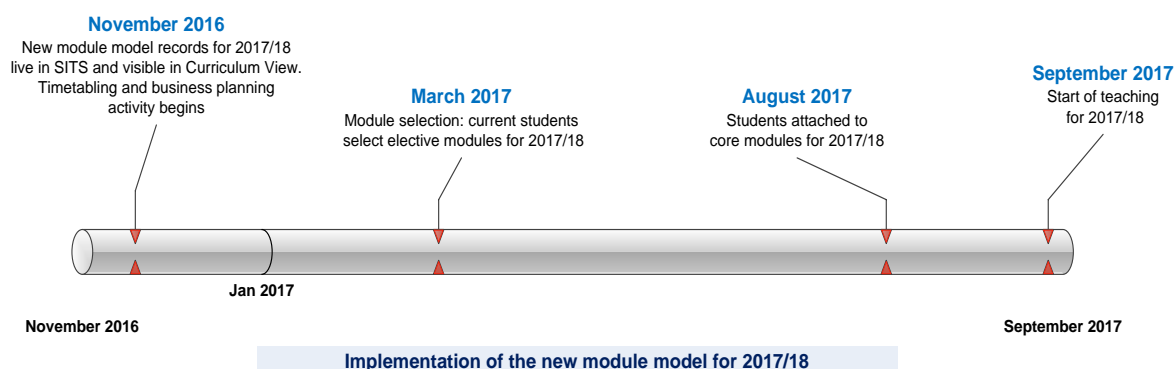 November 2016
New module model records for 2017/18
live in SITS and visible in Curriculum View.
Timetabling and business planning
activity begins
March 2017
Module selection: current students
select elective modules for 2017/18
August 2017
Students attached to
core modules for 2017/18
September 2017
Start of teaching
for 2017/18
Jan 2017
November 2016
September 2017
Implementation of the new module model for 2017/18